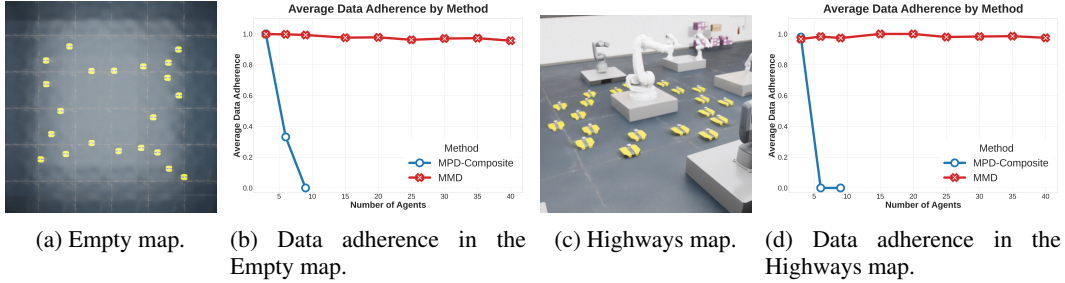 Average Data Adherence by Method
Average Data Adherence
1.0
0.8
0.6
0.4
0.2
0.0
Method
MPD-Composite
MMD
5 10 15 20 25 30 35 40
Number of Agents
Average Data Adherence by Method
Average Data Adherence
1.0
0.8
0.6
0.4
0.2
0.0
Method
MPD-Composite
MMD
5 10 15 20 25 30 35 40
Number of Agents
(a) Empty map.
(b) Data adherence in the
Empty map.
(c) Highways map.
(d) Data adherence in the
Highways map.